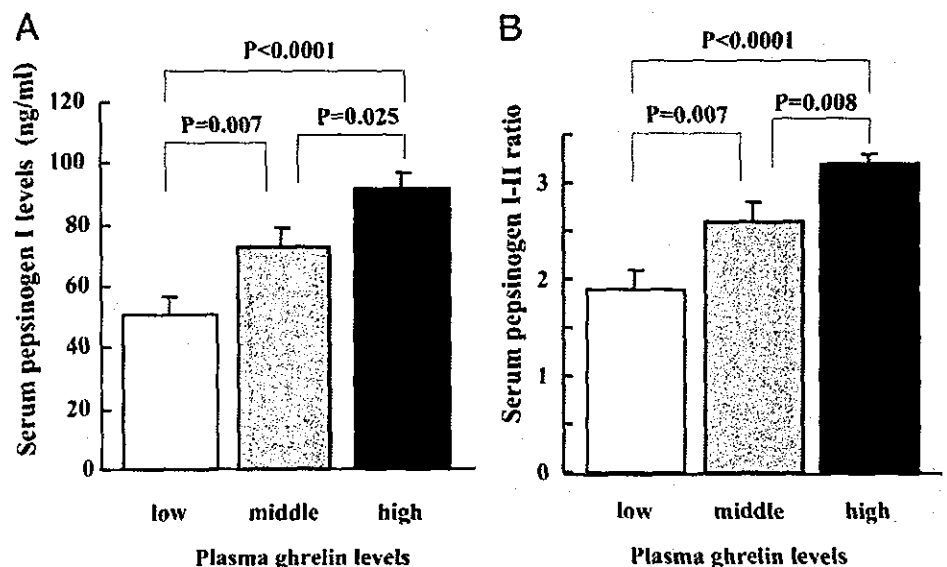 A
P<0.0001
P=0.007
P=0.025
Serum pepsinogen I levels (ng/ml)
120
100
80
60
40
20
0
low middle high
Plasma ghrelin levels
B
P<0.0001
P=0.007
P=0.008
Serum pepsinogen I-II ratio
3
2
1
0
low middle high
Plasma ghrelin levels